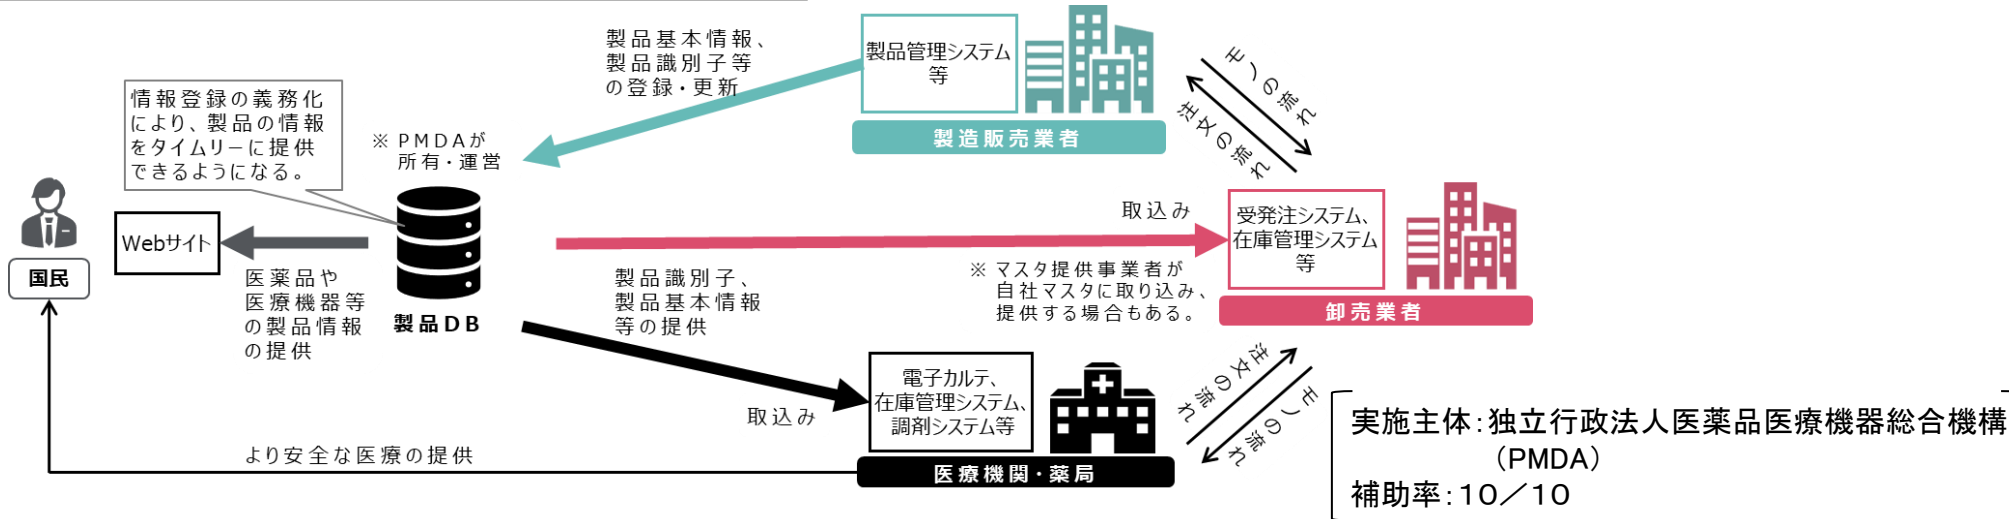 製品基本情報、
製品識別子等
の登録・更新
製品管理システム
等
製造販売業者
モノの流れ
注文の流れ
情報登録の義務化
により、製品の情報
をタイムリーに提供
できるようになる。
※ PMDAが
所有・運営
国民
Webサイト
医薬品や
医療機器等
の製品情報
の提供
製品DB
製品識別子、
製品基本情報
等の提供
取込み
※ マスタ提供事業者が
自社マスタに取り込み、
提供する場合もある。
受発注システム、
在庫管理システム
等
卸売業者
取込み
電子カルテ、
在庫管理システム、
調剤システム等
医療機関・薬局
注文の流れ
モノの流れ
より安全な医療の提供
実施主体：独立行政法人医薬品医療機器総合機構
（PMDA）
補助率：１０／１０